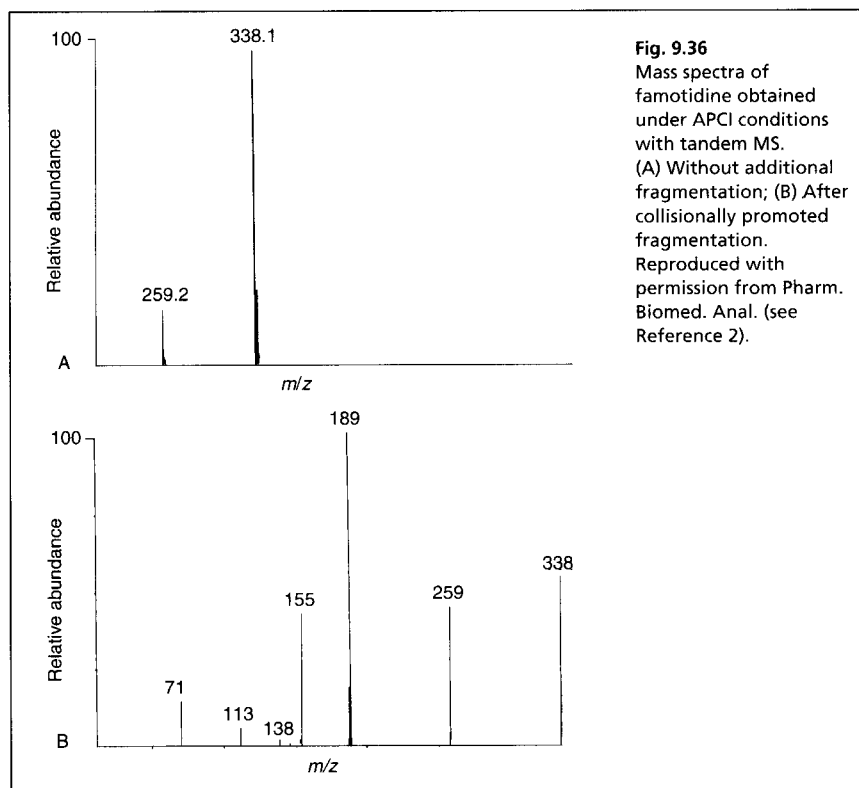 100
338.1
Relative abundance
259.2
A
m/z
Fig. 9.36
Mass spectra of
famotidine obtained
under APCI conditions
with tandem MS.
(A) Without additional
fragmentation; (B) After
collisionally promoted
fragmentation.
Reproduced with
permission from Pharm.
Biomed. Anal. (see
Reference 2).
100
189
Relative abundance
338
259
155
71
113
138
B
m/z